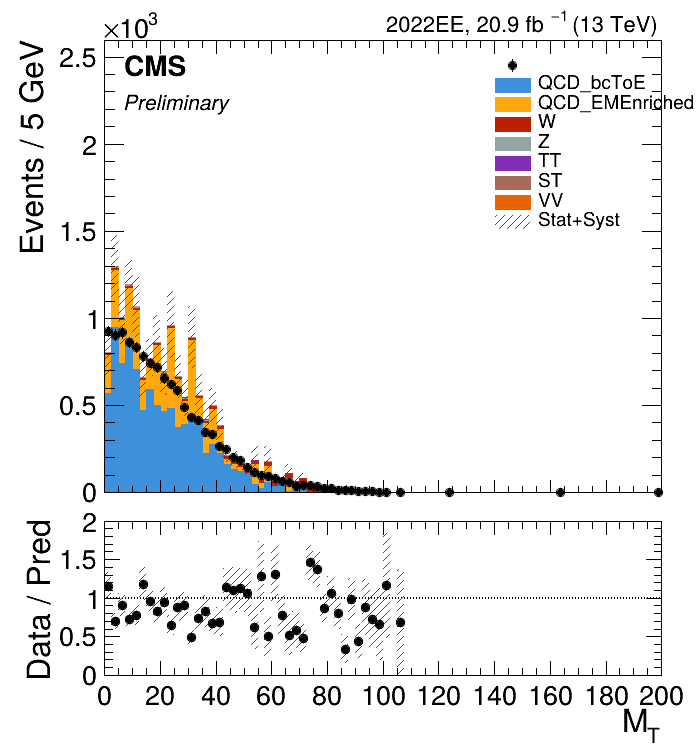 ×10³
2022EE, 20.9 fb ⁻¹ (13 TeV)
CMS
Preliminary
QCD_bcToE
QCD_EMEnriched
W
Z
TT
ST
VV
Stat+Syst
Events / 5 GeV
2.5
2
1.5
1
0.5
0
Data / Pred
2
1.5
1
0.5
0
0 20 40 60 80 100 120 140 160 180 200
M_T